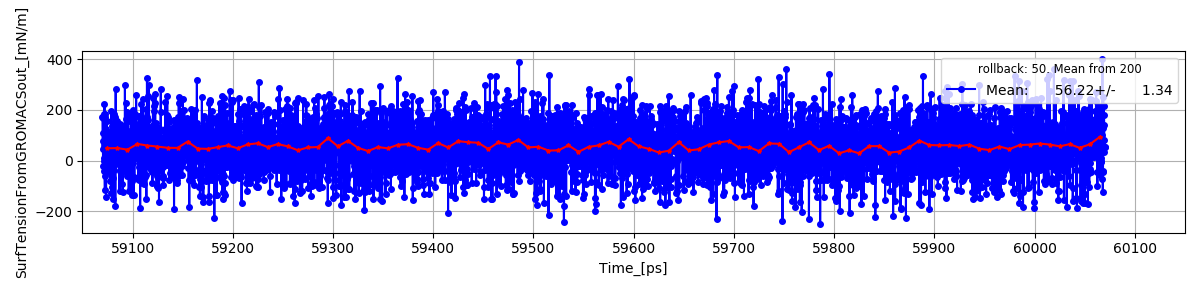 SurfTensionFromGROMACSout_[mN/m]
400
200
0
−200
rollback: 50. Mean from 200
Mean: 56.22+/- 1.34
59100 59200 59300 59400 59500 59600 59700 59800 59900 60000 60100
Time_[ps]